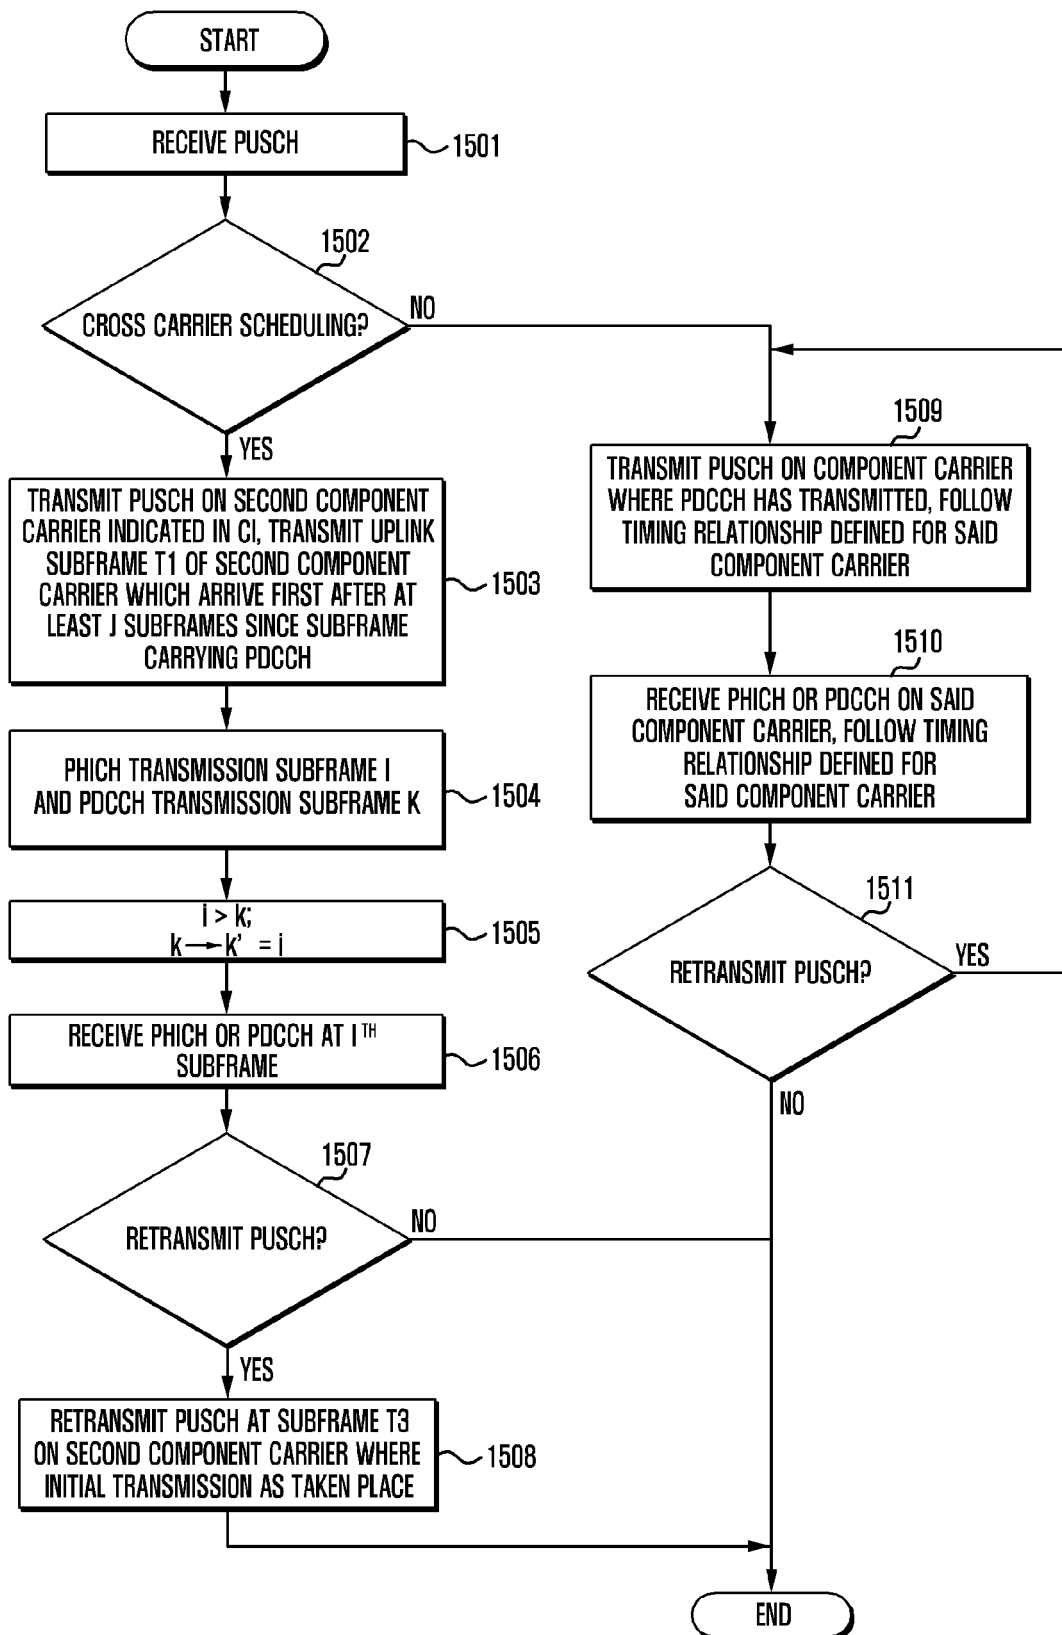 START
RECEIVE PUSCH
1501
1502
CROSS CARRIER SCHEDULING?
NO
YES
TRANSMIT PUSCH ON SECOND COMPONENT
CARRIER INDICATED IN CI, TRANSMIT UPLINK
SUBFRAME T1 OF SECOND COMPONENT
CARRIER WHICH ARRIVE FIRST AFTER AT
LEAST J SUBFRAMES SINCE SUBFRAME
CARRYING PDCCH
1503
PHICH TRANSMISSION SUBFRAME I
AND PDCCH TRANSMISSION SUBFRAME K
1504
i > k;
k → k' = i
1505
RECEIVE PHICH OR PDCCH AT I TH
SUBFRAME
1506
1507
RETRANSMIT PUSCH?
NO
YES
RETRANSMIT PUSCH AT SUBFRAME T3
ON SECOND COMPONENT CARRIER WHERE
INITIAL TRANSMISSION AS TAKEN PLACE
1508
1509
TRANSMIT PUSCH ON COMPONENT CARRIER
WHERE PDCCH HAS TRANSMITTED, FOLLOW
TIMING RELATIONSHIP DEFINED FOR SAID
COMPONENT CARRIER
1510
RECEIVE PHICH OR PDCCH ON SAID
COMPONENT CARRIER, FOLLOW TIMING
RELATIONSHIP DEFINED FOR
SAID COMPONENT CARRIER
1511
RETRANSMIT PUSCH?
YES
NO
END